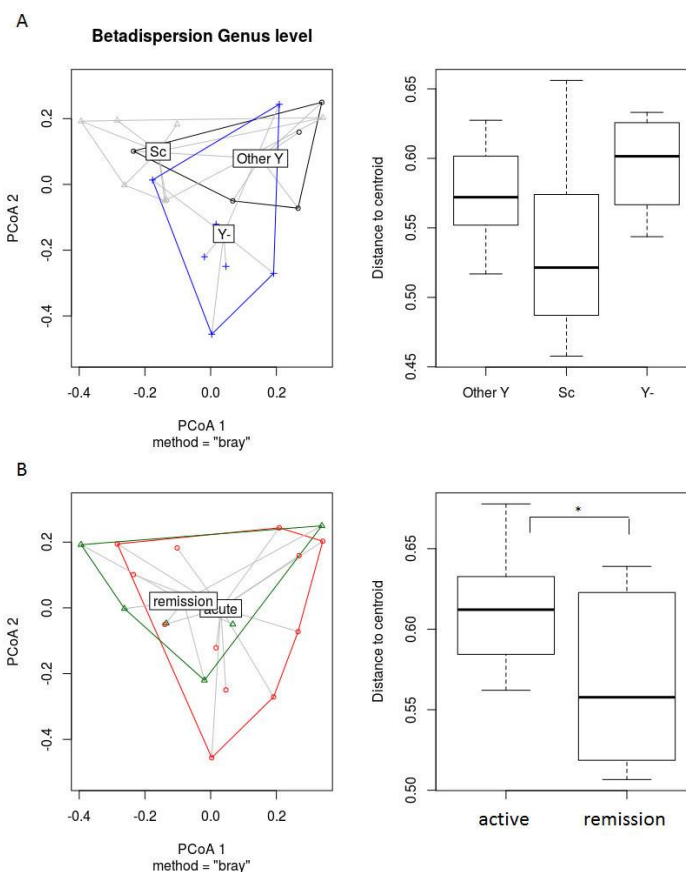 A
Betadispersion Genus level
PCoA 2
0.2
0.0
-0.2
-0.4
Sc
Other Y
Y-
-0.4 -0.2 0.0 0.2
PCoA 1
method = "bray"
Distance to centroid
0.65
0.60
0.55
0.50
0.45
Other Y Sc Y-
B
PCoA 2
0.2
0.0
-0.2
-0.4
remission
acute
-0.4 -0.2 0.0 0.2
PCoA 1
method = "bray"
Distance to centroid
0.65
0.60
0.55
0.50
*
active remission